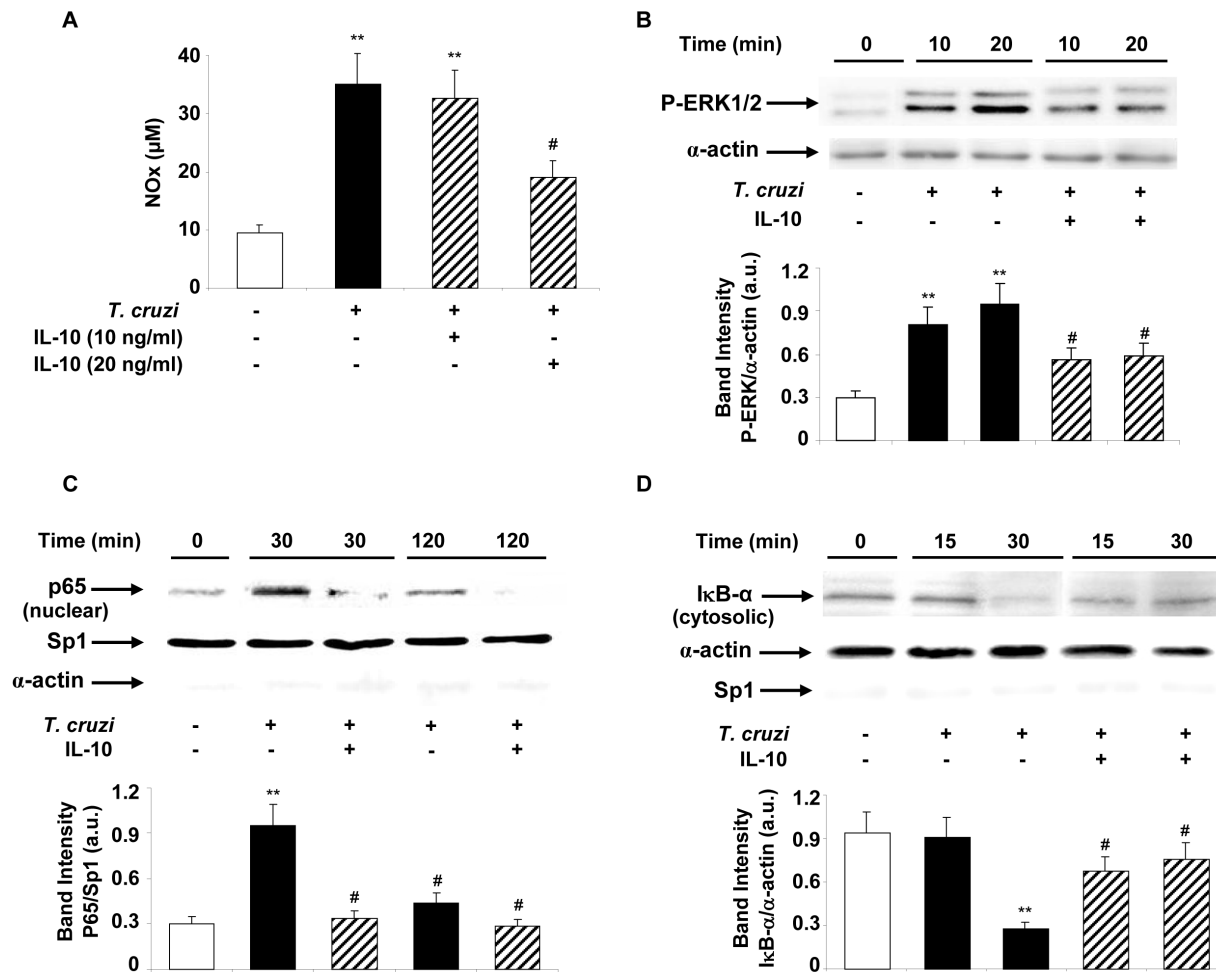 A
NOx (µM)
40
30
20
10
0
**
**
#
T. cruzi - + + +
IL-10 (10 ng/ml) - - + -
IL-10 (20 ng/ml) - - - +
B
Time (min) 0 10 20 10 20
P-ERK1/2
α-actin
T. cruzi - + + + +
IL-10 - - - + +
Band Intensity
P-ERK/α-actin (a.u.)
1.2
0.9
0.6
0.3
0
**
**
#
#
C
Time (min) 0 30 30 120 120
p65
(nuclear)
Sp1
α-actin
T. cruzi - + + + +
IL-10 - - + - +
Band Intensity
P65/Sp1 (a.u.)
1.2
0.9
0.6
0.3
0
**
#
#
#
D
Time (min) 0 15 30 15 30
IκB-α
(cytosolic)
α-actin
Sp1
T. cruzi - + + + +
IL-10 - - - + +
Band Intensity
IκB-α/α-actin (a.u.)
1.2
0.9
0.6
0.3
0
**
#
#